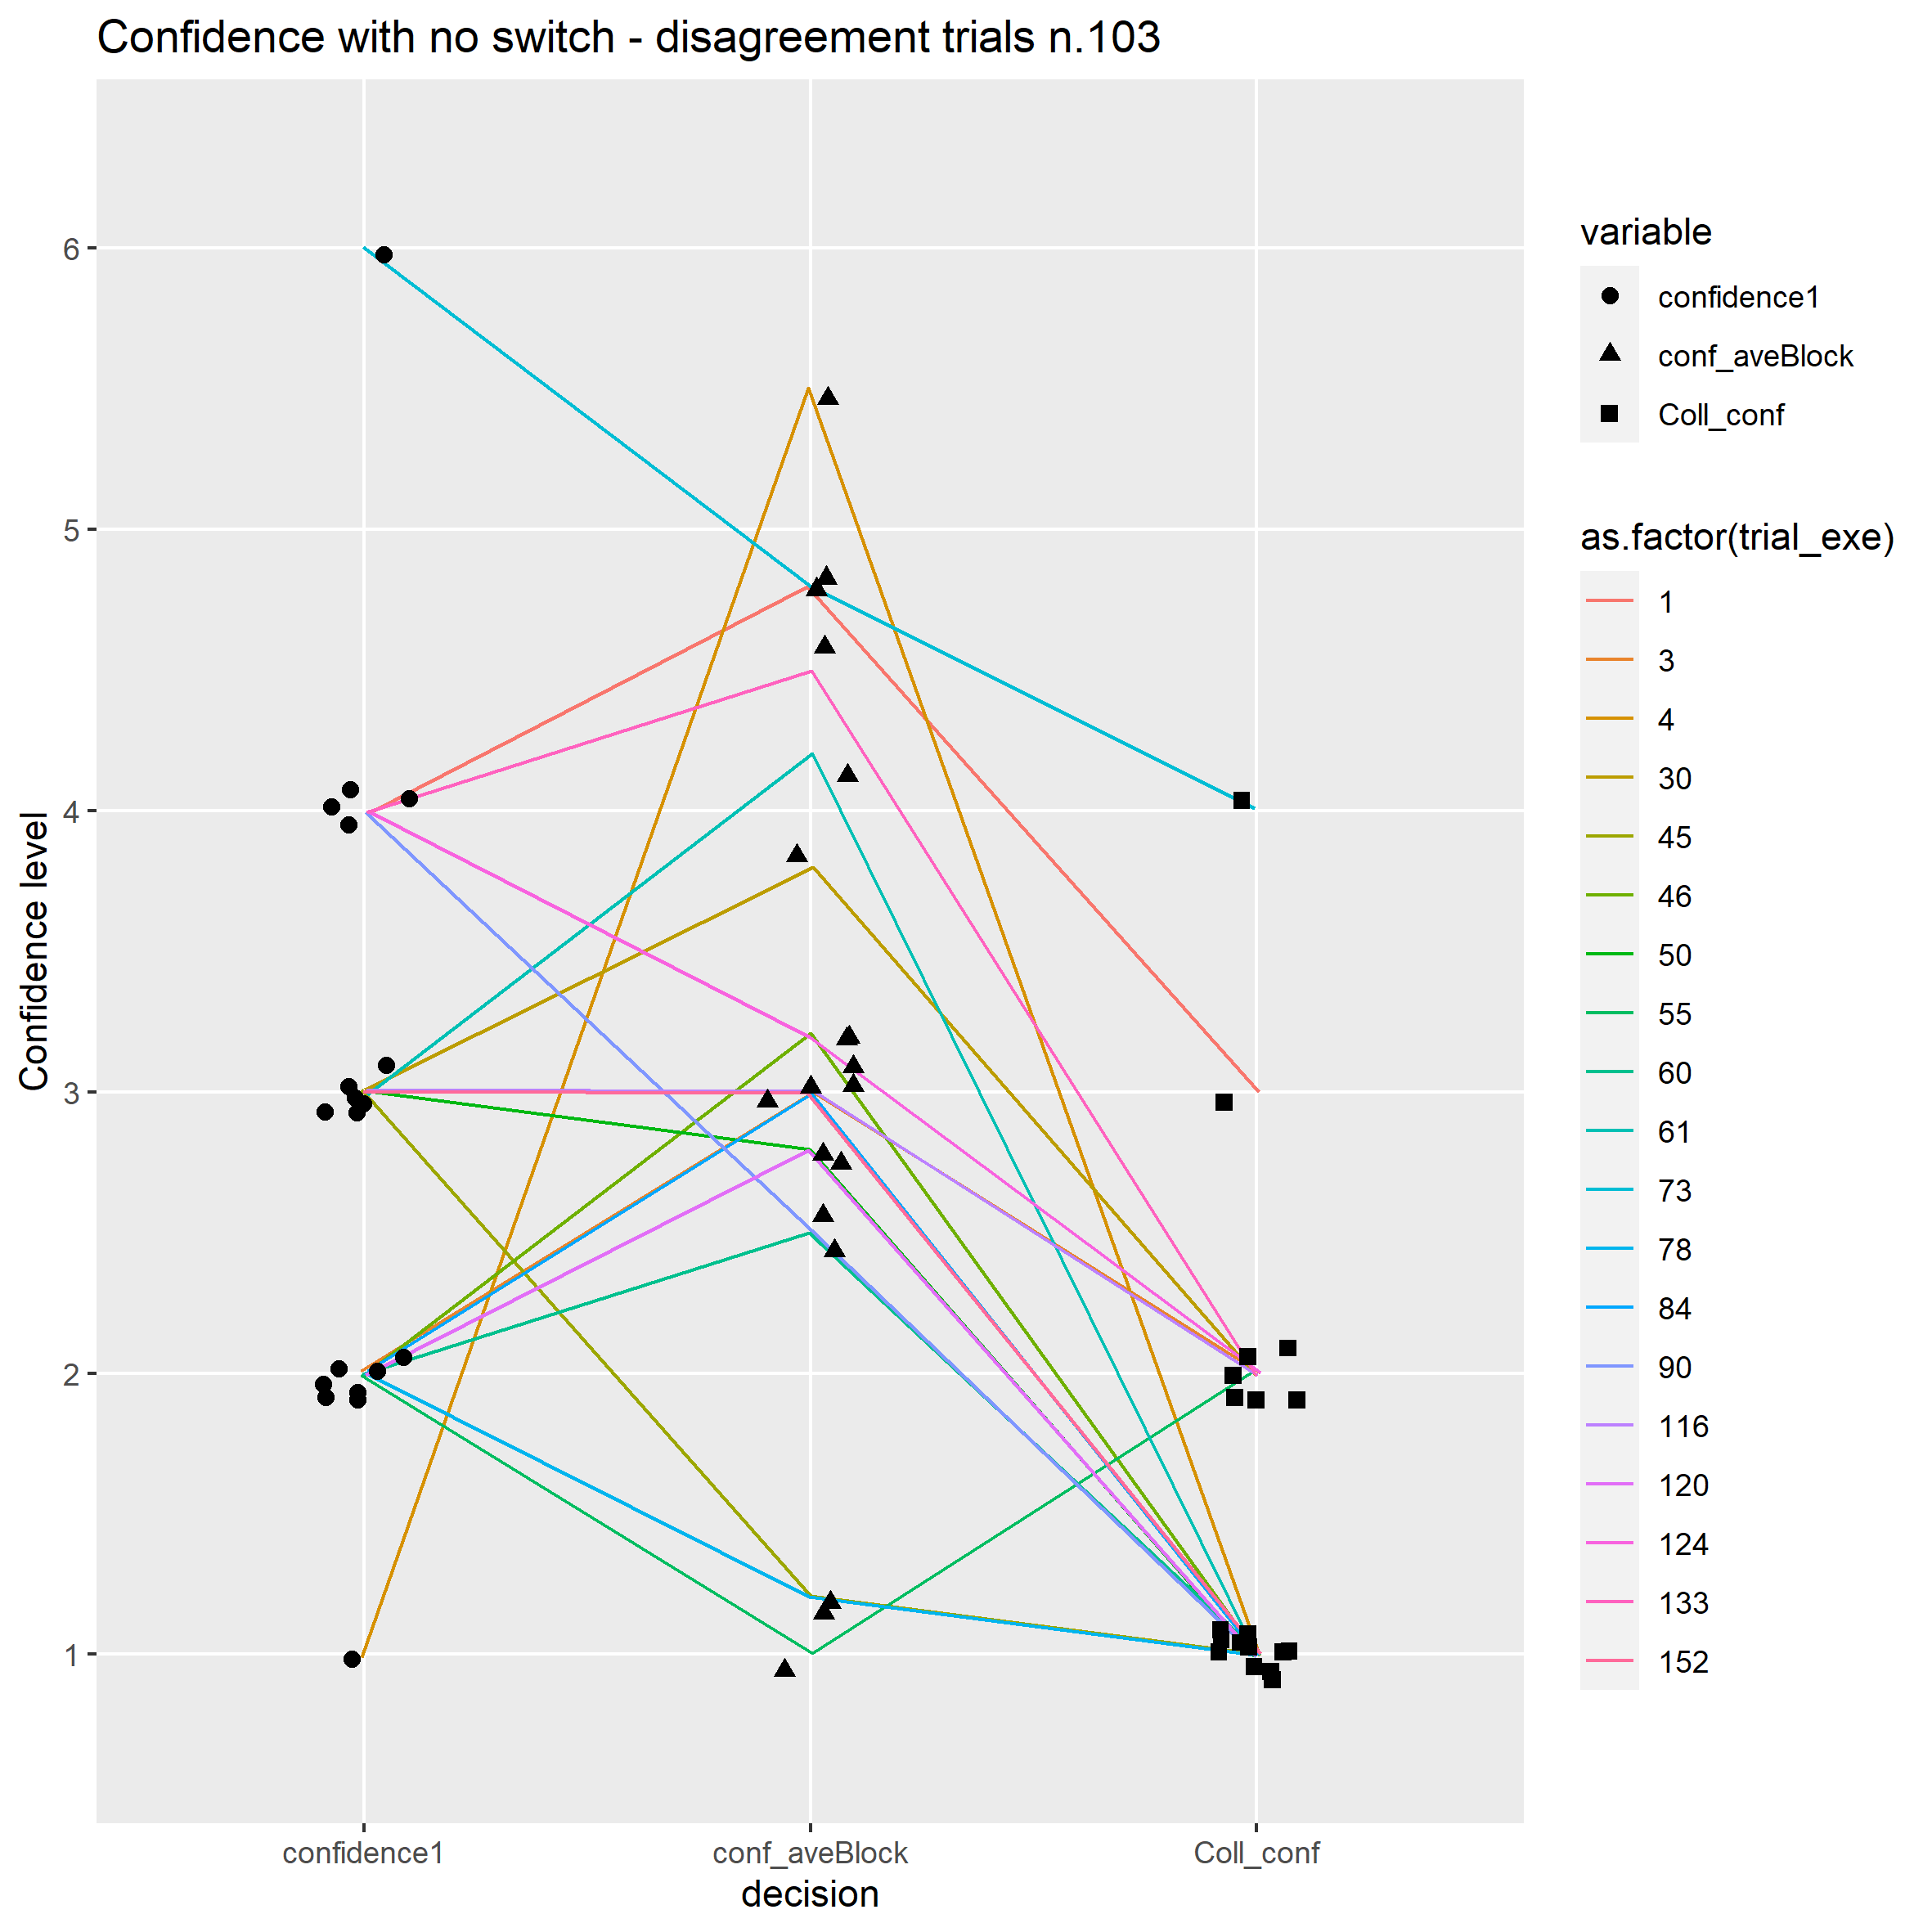 Confidence with no switch - disagreement trials n.103
Confidence level
6
5
4
3
2
1
confidence1
conf_aveBlock
Coll_conf
decision
variable
confidence1
conf_aveBlock
Coll_conf
as.factor(trial_exe)
1
3
4
30
45
46
50
55
60
61
73
78
84
90
116
120
124
133
152